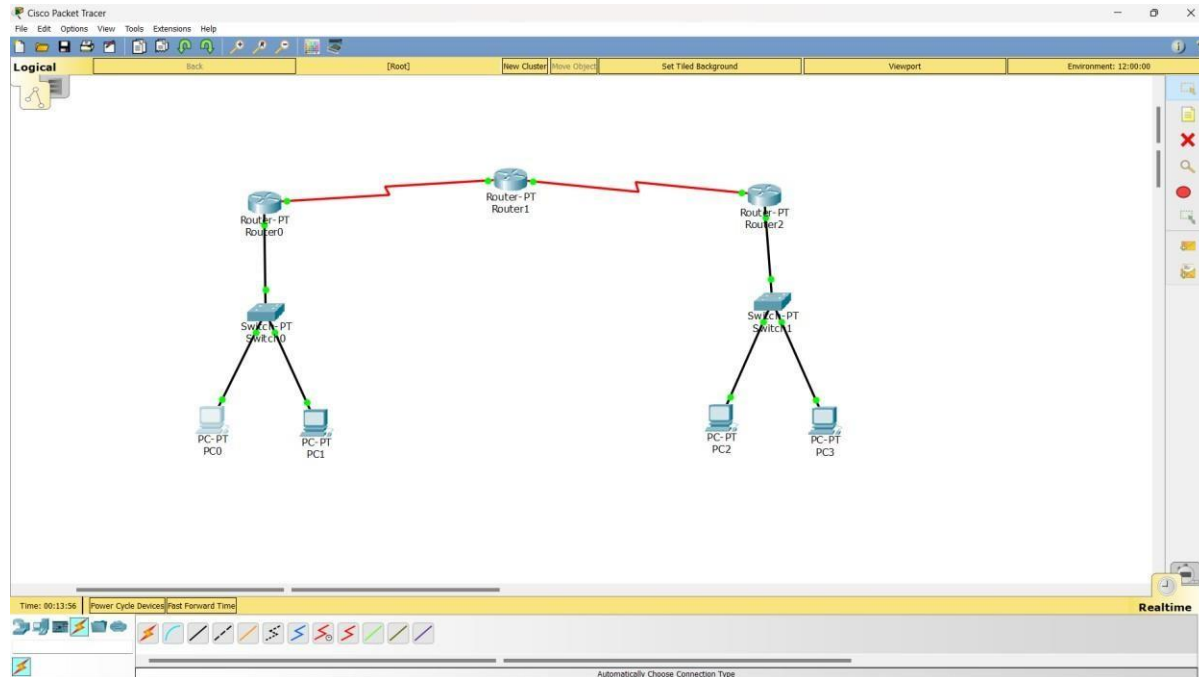 Cisco Packet Tracer
File Edit Options View Tools Extensions Help
Logical Back [Root] New Cluster Move Object Set Tiled Background Viewport Environment: 12:00:00
Router-PT
Router1
Router-PT
Router0
Router-PT
Router2
Switch-PT
Switch0
Switch-PT
Switch1
PC-PT
PC0
PC-PT
PC1
PC-PT
PC2
PC-PT
PC3
Time: 00:13:56 Power Cycle Devices Fast Forward Time Realtime
Automatically Choose Connection Type